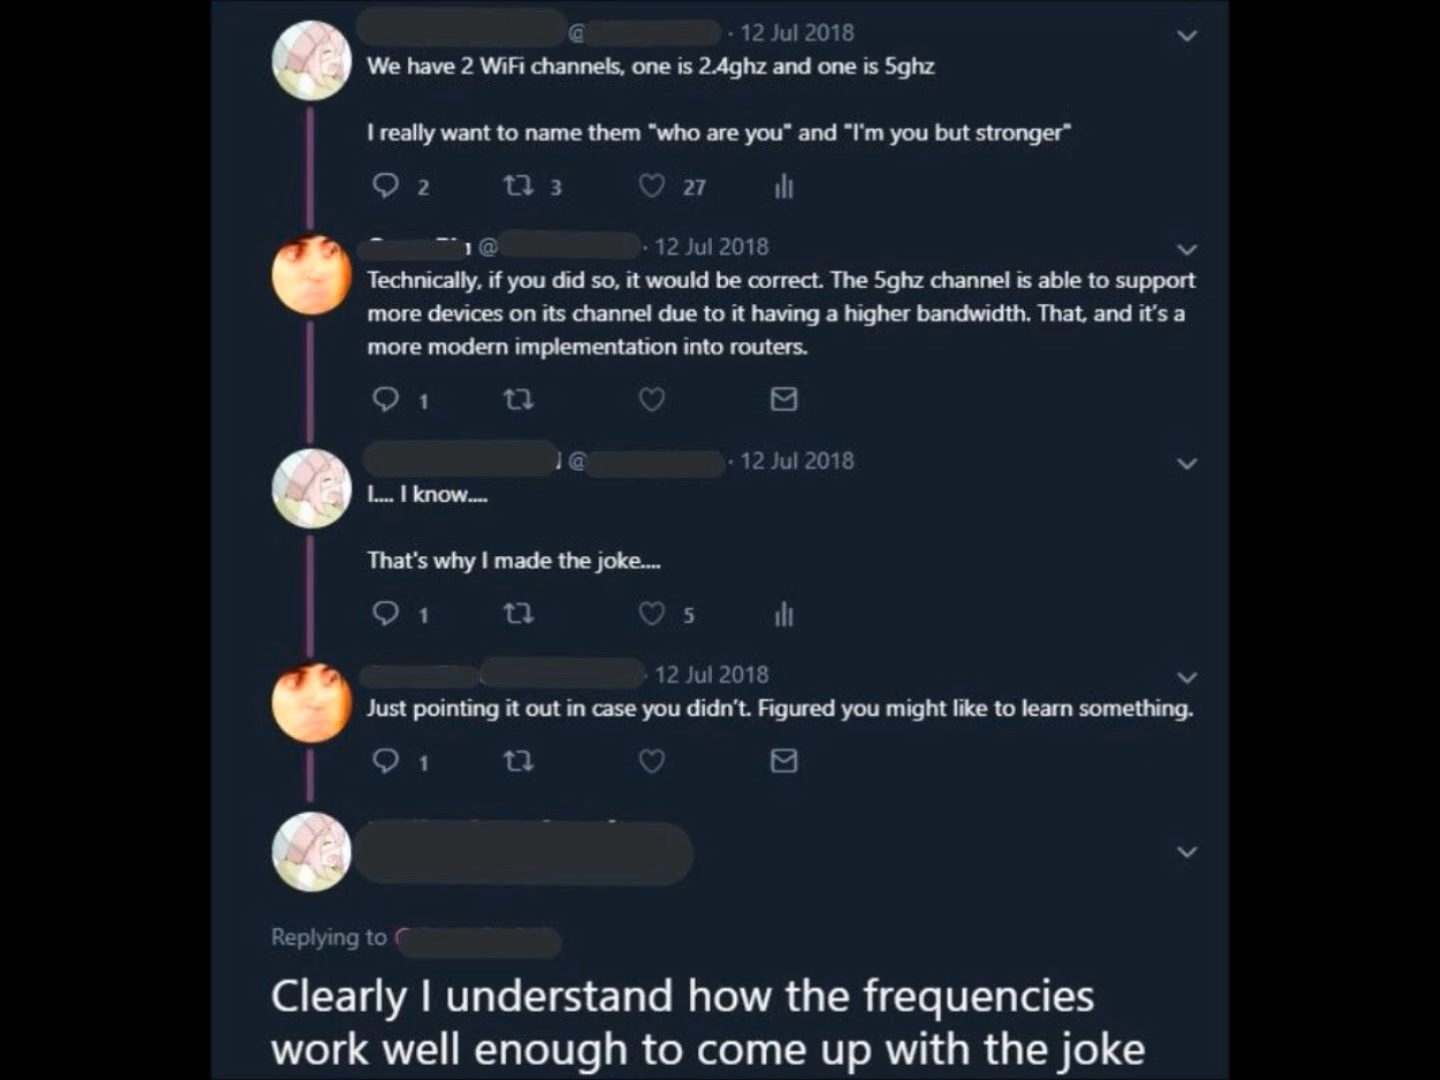 @ · 12 Jul 2018
We have 2 WiFi channels, one is 2.4ghz and one is 5ghz
I really want to name them "who are you" and "I'm you but stronger"
2 3 27
@ · 12 Jul 2018
Technically, if you did so, it would be correct. The 5ghz channel is able to support
more devices on its channel due to it having a higher bandwidth. That, and it's a
more modern implementation into routers.
1
@ · 12 Jul 2018
I.... I know....
That's why I made the joke....
1 5
· 12 Jul 2018
Just pointing it out in case you didn't. Figured you might like to learn something.
1
Replying to
Clearly I understand how the frequencies
work well enough to come up with the joke